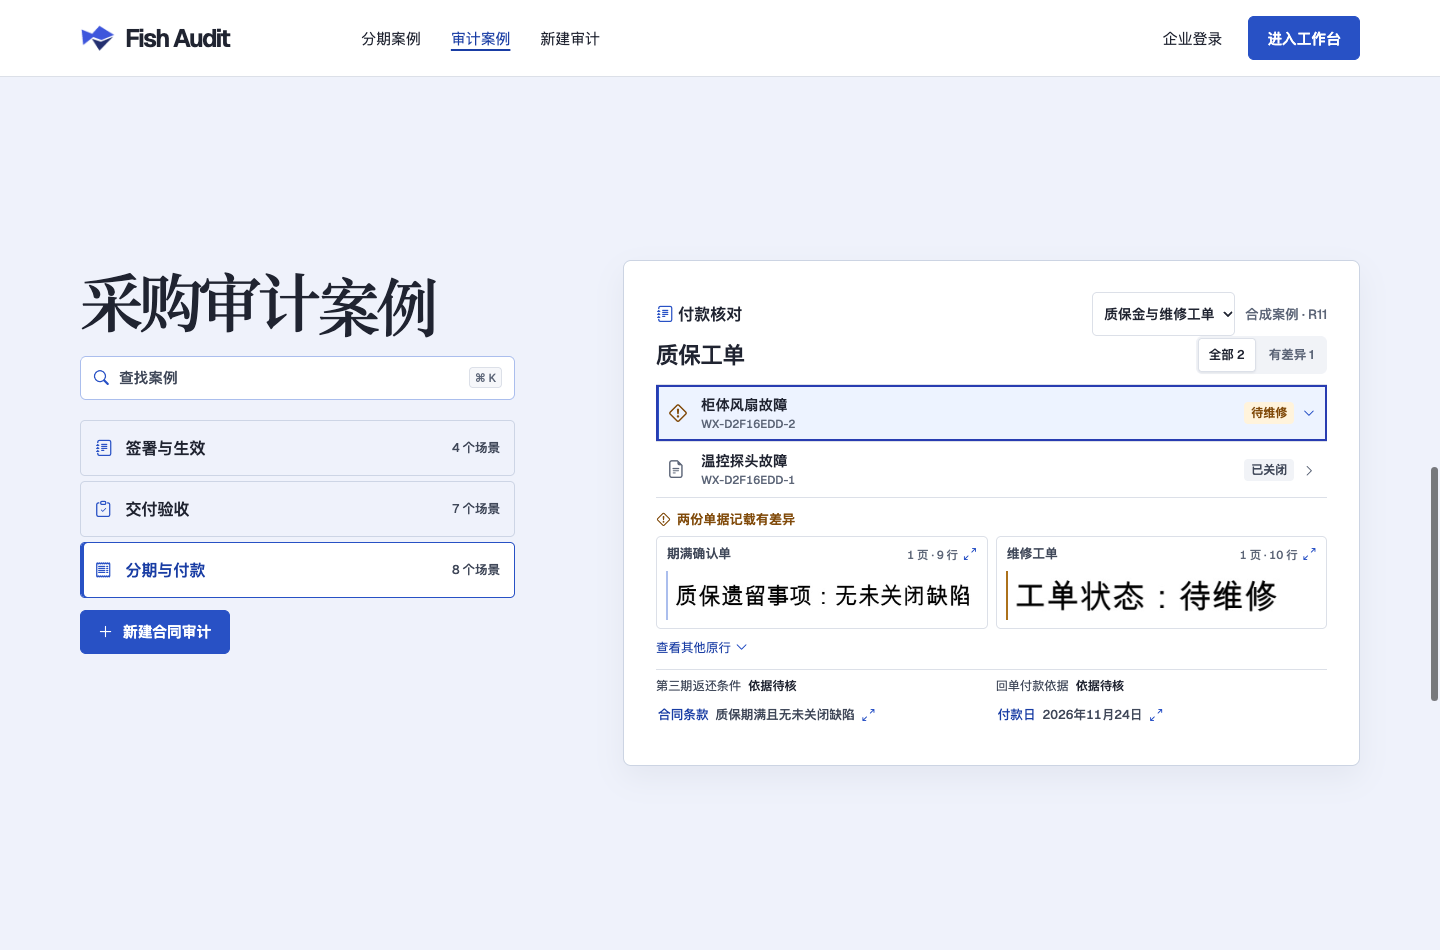 Fish Audit
分期案例
审计案例
新建审计
企业登录
进入工作台
采购审计案例
查找案例
⌘ K
签署与生效
4 个场景
交付验收
7 个场景
分期与付款
8 个场景
新建合同审计
付款核对
质保金与维修工单
合成案例 · R11
质保工单
全部 2
有差异 1
柜体风扇故障
WX-D2F16EDD-2
待维修
温控探头故障
WX-D2F16EDD-1
已关闭
两份单据记载有差异
期满确认单
1 页 · 9 行
质保遗留事项：无未关闭缺陷
维修工单
1 页 · 10 行
工单状态：待维修
查看其他原行
第三期返还条件 依据待核
合同条款 质保期满且无未关闭缺陷
回单付款依据 依据待核
付款日 2026年11月24日